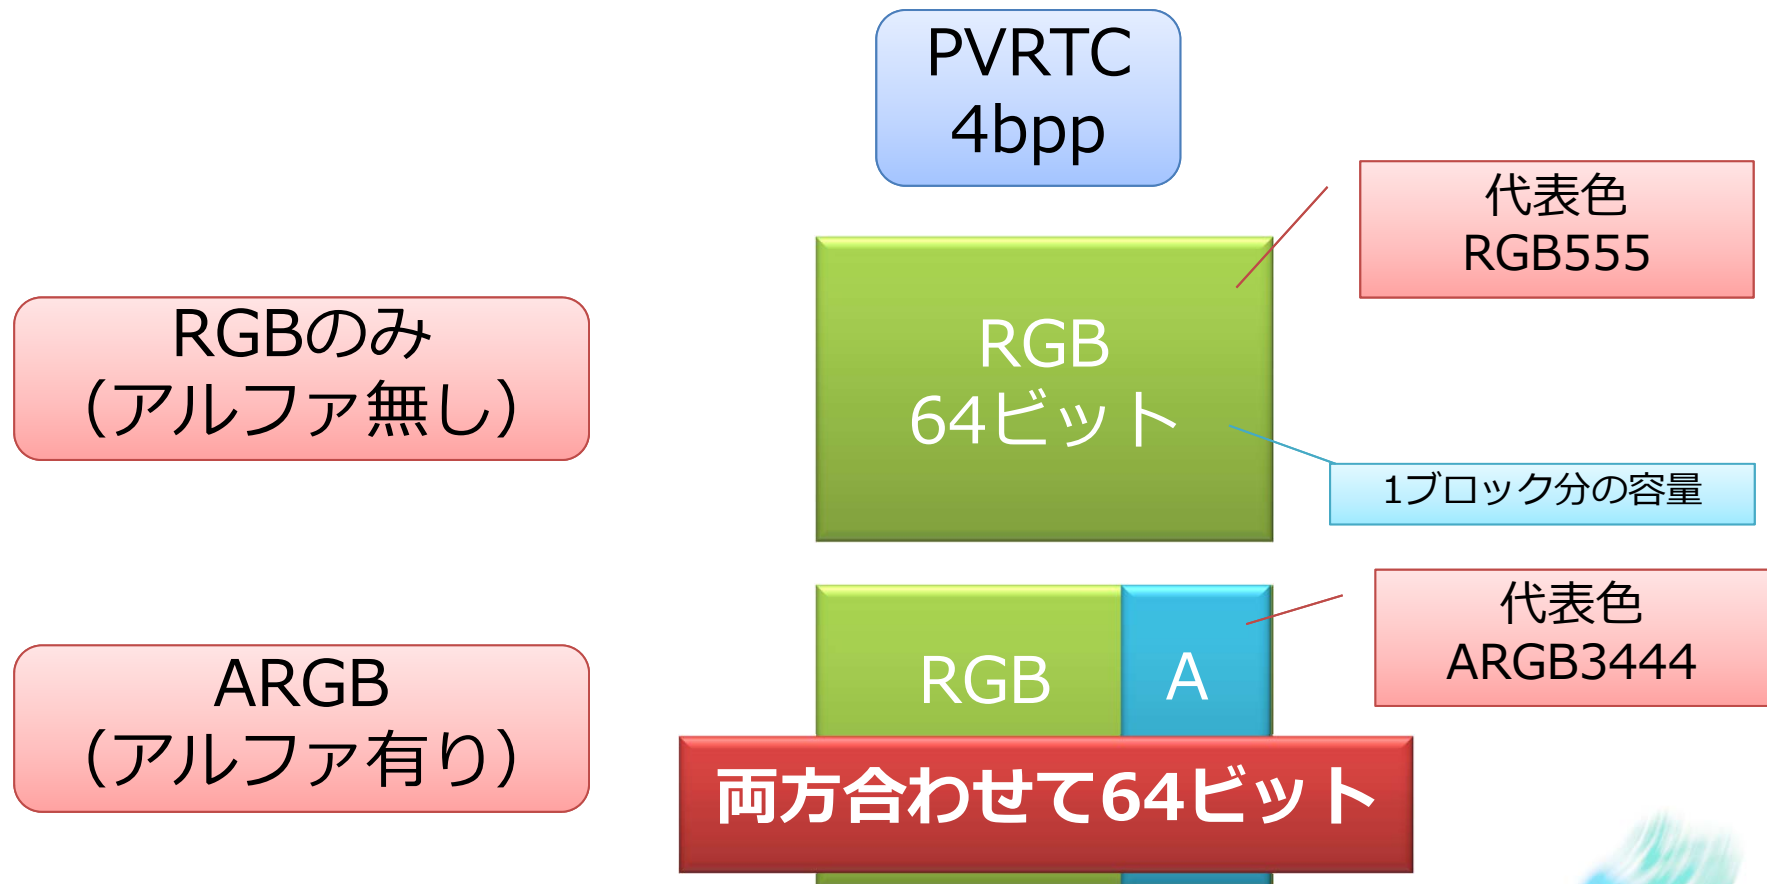 PVRTC
4bpp
代表色
RGB555
RGBのみ
（アルファ無し）
RGB
64ビット
1ブロック分の容量
代表色
ARGB3444
ARGB
（アルファ有り）
RGB
A
両方合わせて64ビット